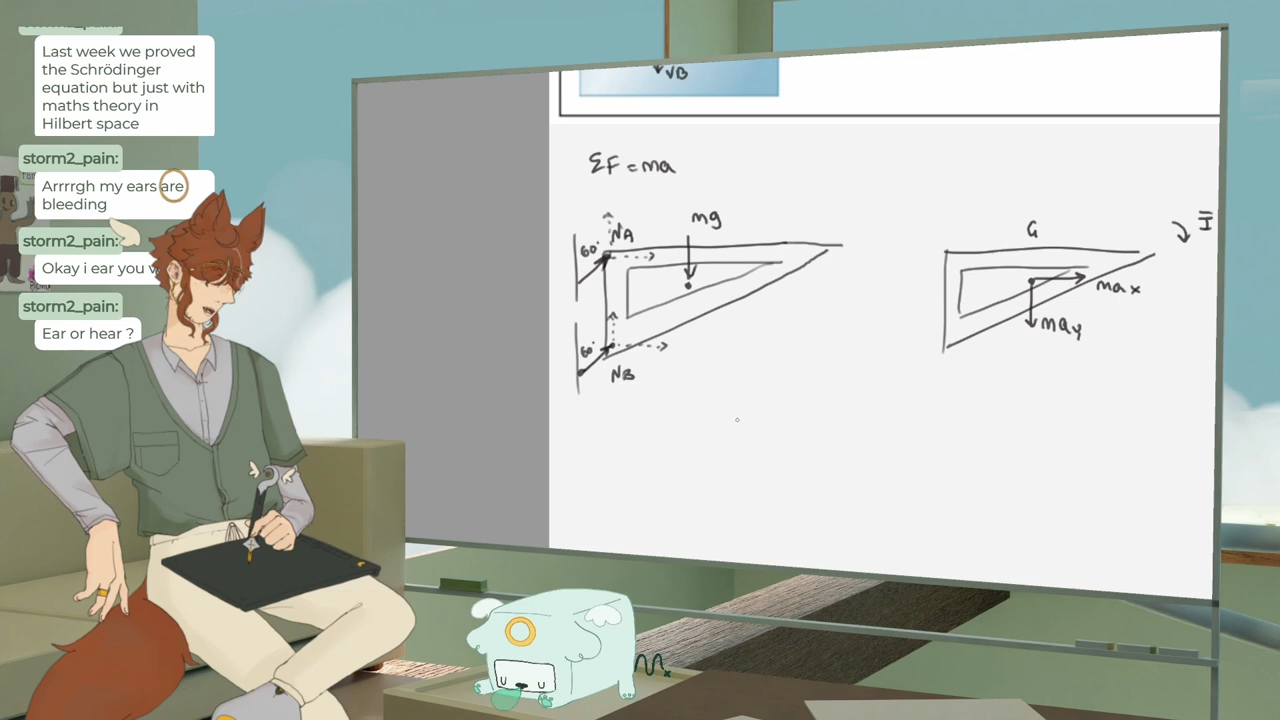 Last week we proved
the Schrödinger
equation but just with
maths theory in
Hilbert space
storm2_pain:
Arrrrgh my ears are
bleeding
storm2_pain:
Okay i ear you
storm2_pain:
Ear or hear ?
VB
ΣF = ma
mg
NA
60°
60°
NB
G
I
max
may